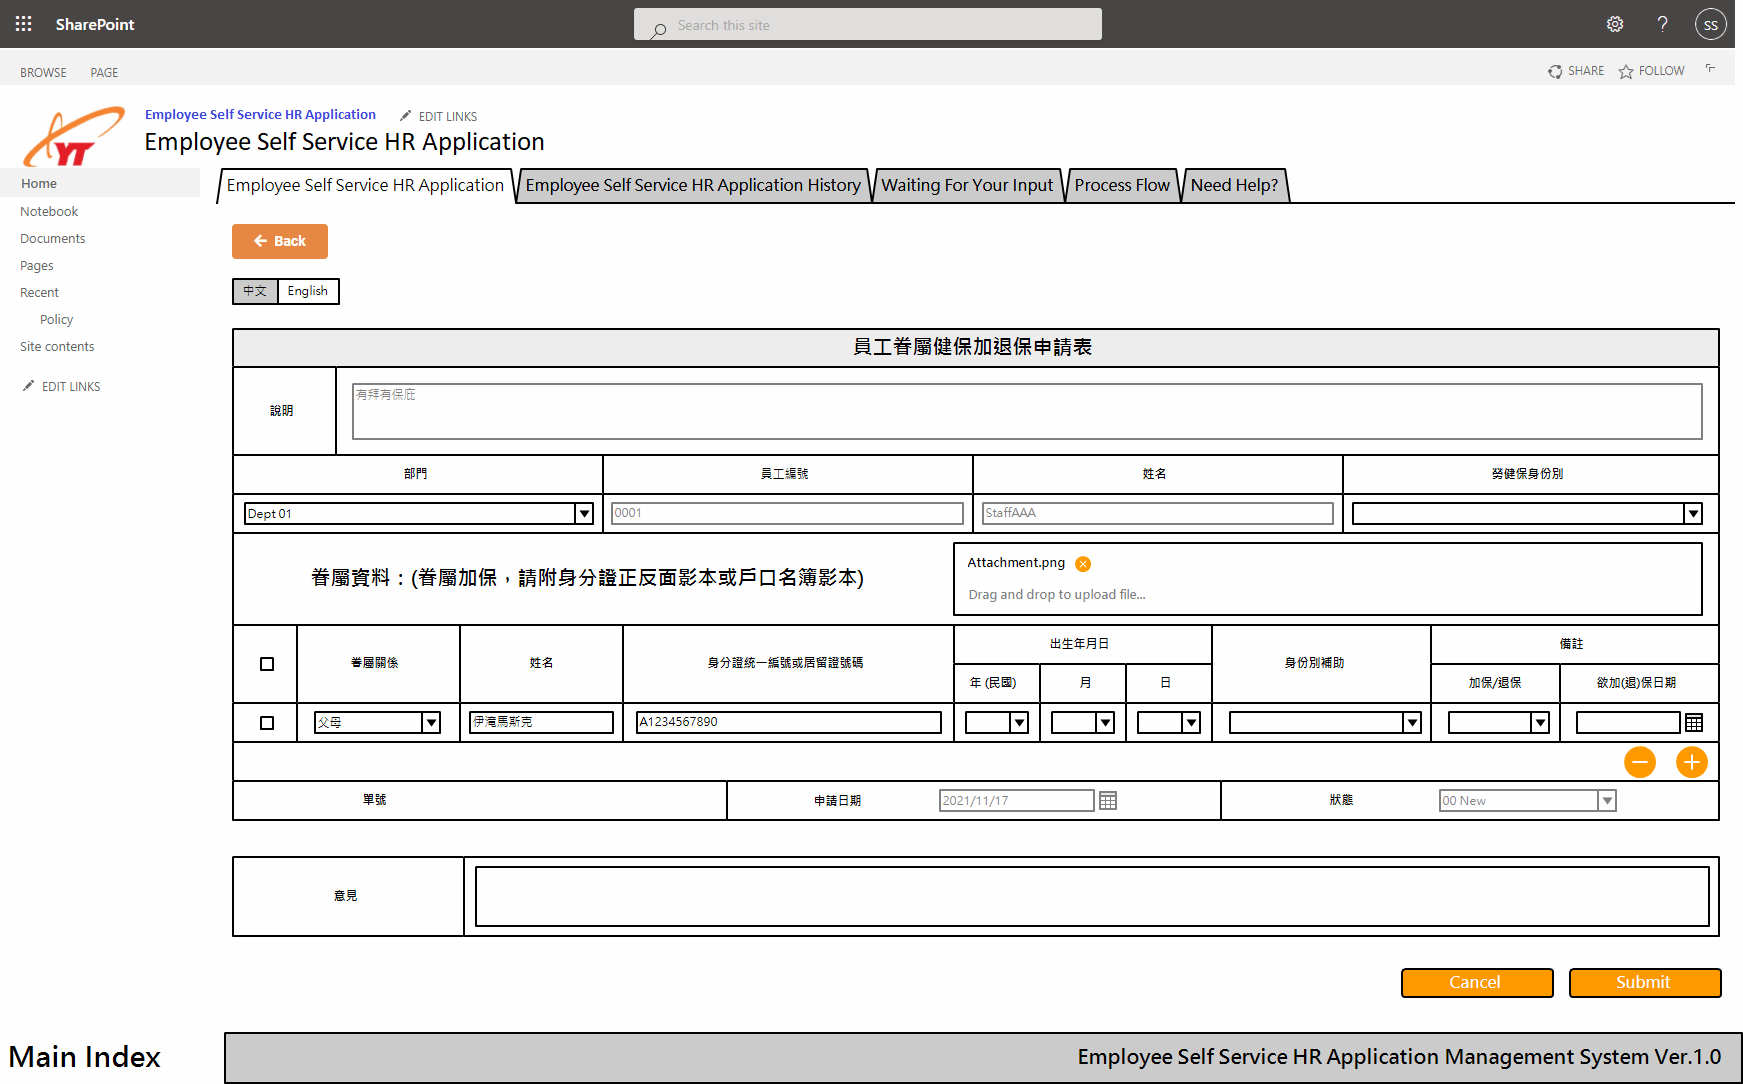 SharePoint
Search this site
SS
BROWSE PAGE
SHARE FOLLOW
YT
Employee Self Service HR Application EDIT LINKS
Employee Self Service HR Application
Home
Notebook
Documents
Pages
Recent
Policy
Site contents
EDIT LINKS
Employee Self Service HR Application Employee Self Service HR Application History Waiting For Your Input Process Flow Need Help?
Back
中文 English
員工眷屬健保加退保申請表
說明 有拜有保庇
部門 員工編號 姓名 勞健保身份別
Dept 01 0001 StaffAAA
眷屬資料：(眷屬加保，請附身分證正反面影本或戶口名簿影本)
Attachment.png
Drag and drop to upload file...
眷屬關係 姓名 身分證統一編號或居留證號碼 出生年月日 身份別補助 備註
年 (民國) 月 日 加保/退保 欲加(退)保日期
父母 伊淹馬斯克 A1234567890
單號 申請日期 2021/11/17 狀態 00 New
意見
Cancel Submit
Main Index
Employee Self Service HR Application Management System Ver.1.0